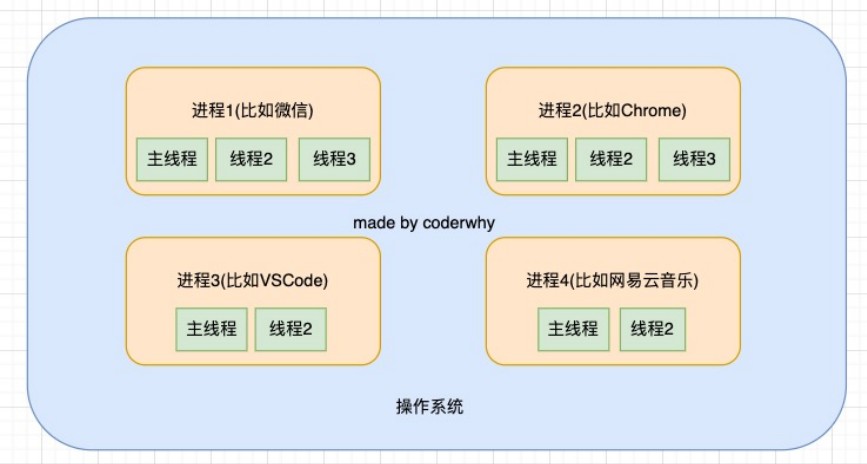 进程1(比如微信)
主线程 线程2 线程3
进程2(比如Chrome)
主线程 线程2 线程3
made by coderwhy
进程3(比如VSCode)
主线程 线程2
进程4(比如网易云音乐)
主线程 线程2
操作系统